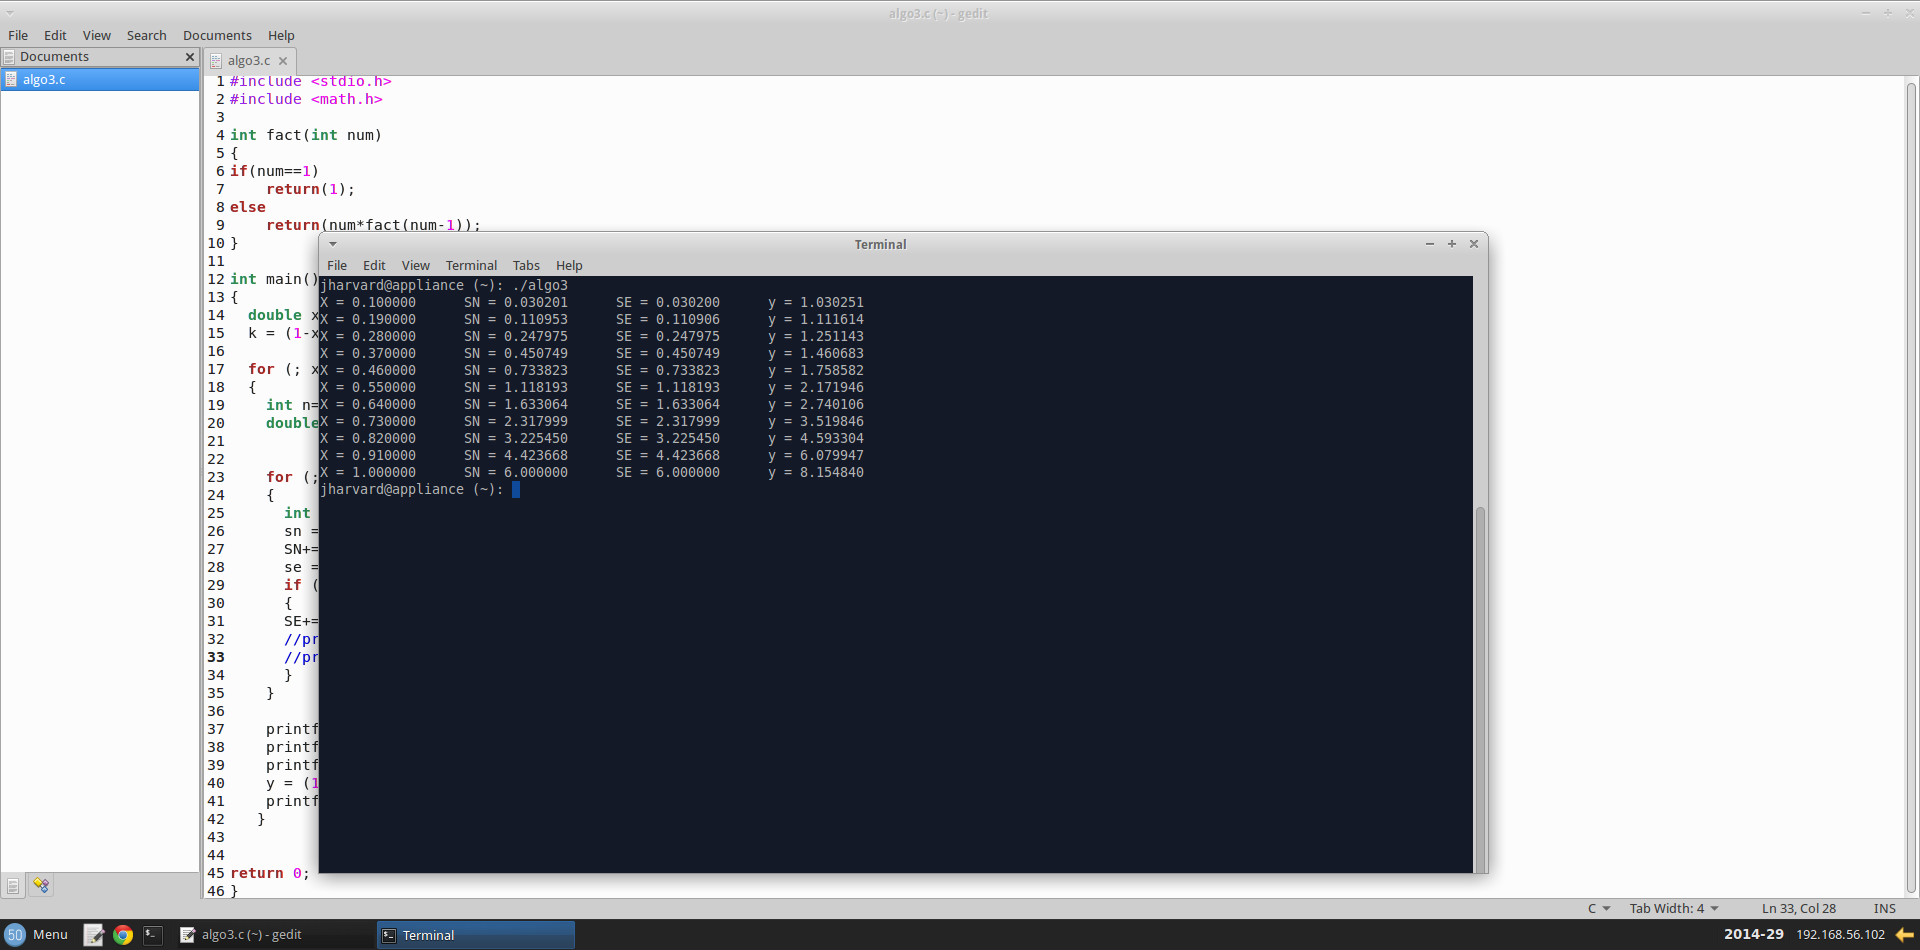 algo3.c (~) - gedit
File Edit View Search Documents Help
Documents
algo3.c
algo3.c
1 #include <stdio.h>
2 #include <math.h>
3
4 int fact(int num)
5 {
6 if(num==1)
7     return(1);
8 else
9     return(num*fact(num-1));
10 }
11
12 int main()
13 {
14   double x
15   k = (1-x
16
17   for (; x
18   {
19     int n=
20     double
21
22
23     for (;
24     {
25       int
26       sn =
27       SN+=
28       se =
29       if (
30       {
31       SE+=
32       //pr
33       //pr
34       }
35     }
36
37     printf
38     printf
39     printf
40     y = (1
41     printf
42    }
43
44
45 return 0;
46 }
Terminal
File Edit View Terminal Tabs Help
jharvard@appliance (~): ./algo3
X = 0.100000      SN = 0.030201      SE = 0.030200      y = 1.030251
X = 0.190000      SN = 0.110953      SE = 0.110906      y = 1.111614
X = 0.280000      SN = 0.247975      SE = 0.247975      y = 1.251143
X = 0.370000      SN = 0.450749      SE = 0.450749      y = 1.460683
X = 0.460000      SN = 0.733823      SE = 0.733823      y = 1.758582
X = 0.550000      SN = 1.118193      SE = 1.118193      y = 2.171946
X = 0.640000      SN = 1.633064      SE = 1.633064      y = 2.740106
X = 0.730000      SN = 2.317999      SE = 2.317999      y = 3.519846
X = 0.820000      SN = 3.225450      SE = 3.225450      y = 4.593304
X = 0.910000      SN = 4.423668      SE = 4.423668      y = 6.079947
X = 1.000000      SN = 6.000000      SE = 6.000000      y = 8.154840
jharvard@appliance (~):
C Tab Width: 4 Ln 33, Col 28 INS
50 Menu algo3.c (~) - gedit Terminal 2014-29 192.168.56.102